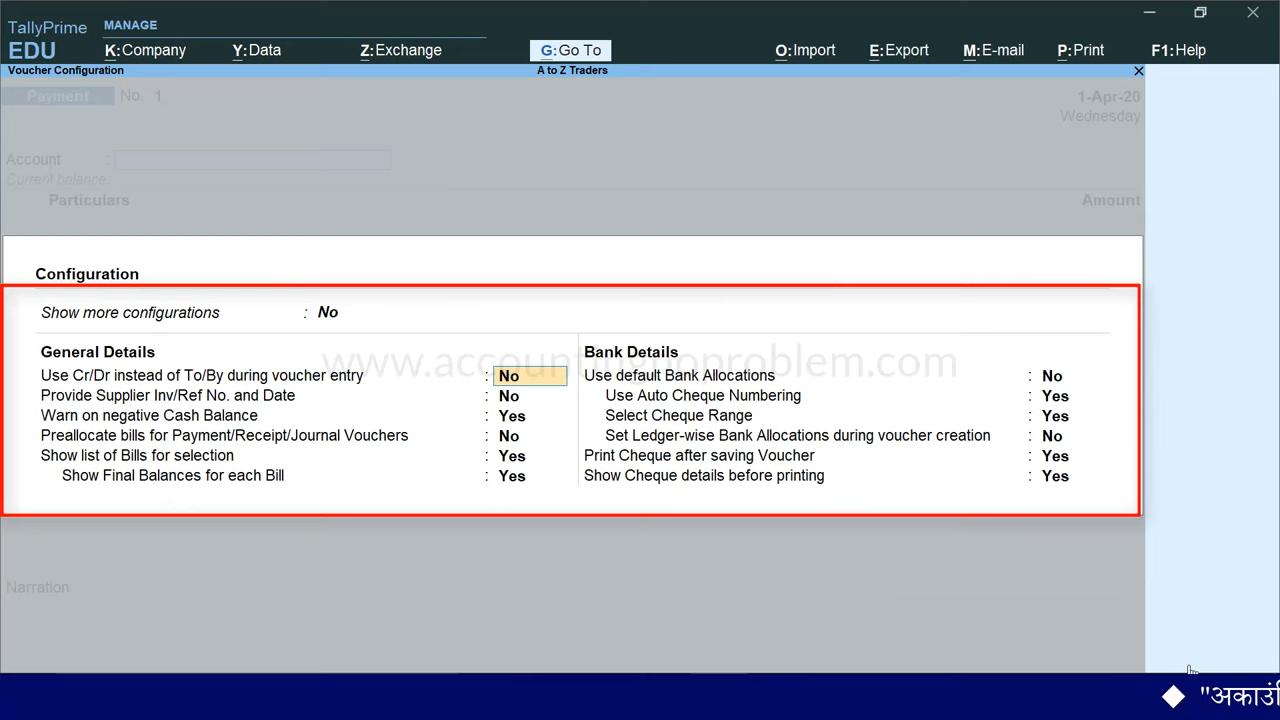 TallyPrime
EDU
MANAGE
K:Company Y:Data Z:Exchange G:Go To O:Import E:Export M:E-mail P:Print F1:Help
Voucher Configuration A to Z Traders
Payment No. 1 1-Apr-20
Wednesday
Account :
Current balance:
Particulars Amount
Configuration
Show more configurations : No
General Details
Use Cr/Dr instead of To/By during voucher entry : No
Provide Supplier Inv/Ref No. and Date : No
Warn on negative Cash Balance : Yes
Preallocate bills for Payment/Receipt/Journal Vouchers : No
Show list of Bills for selection : Yes
Show Final Balances for each Bill : Yes
Bank Details
Use default Bank Allocations : No
Use Auto Cheque Numbering : Yes
Select Cheque Range : Yes
Set Ledger-wise Bank Allocations during voucher creation : No
Print Cheque after saving Voucher : Yes
Show Cheque details before printing : Yes
www.accountingnoproblem.com
Narration